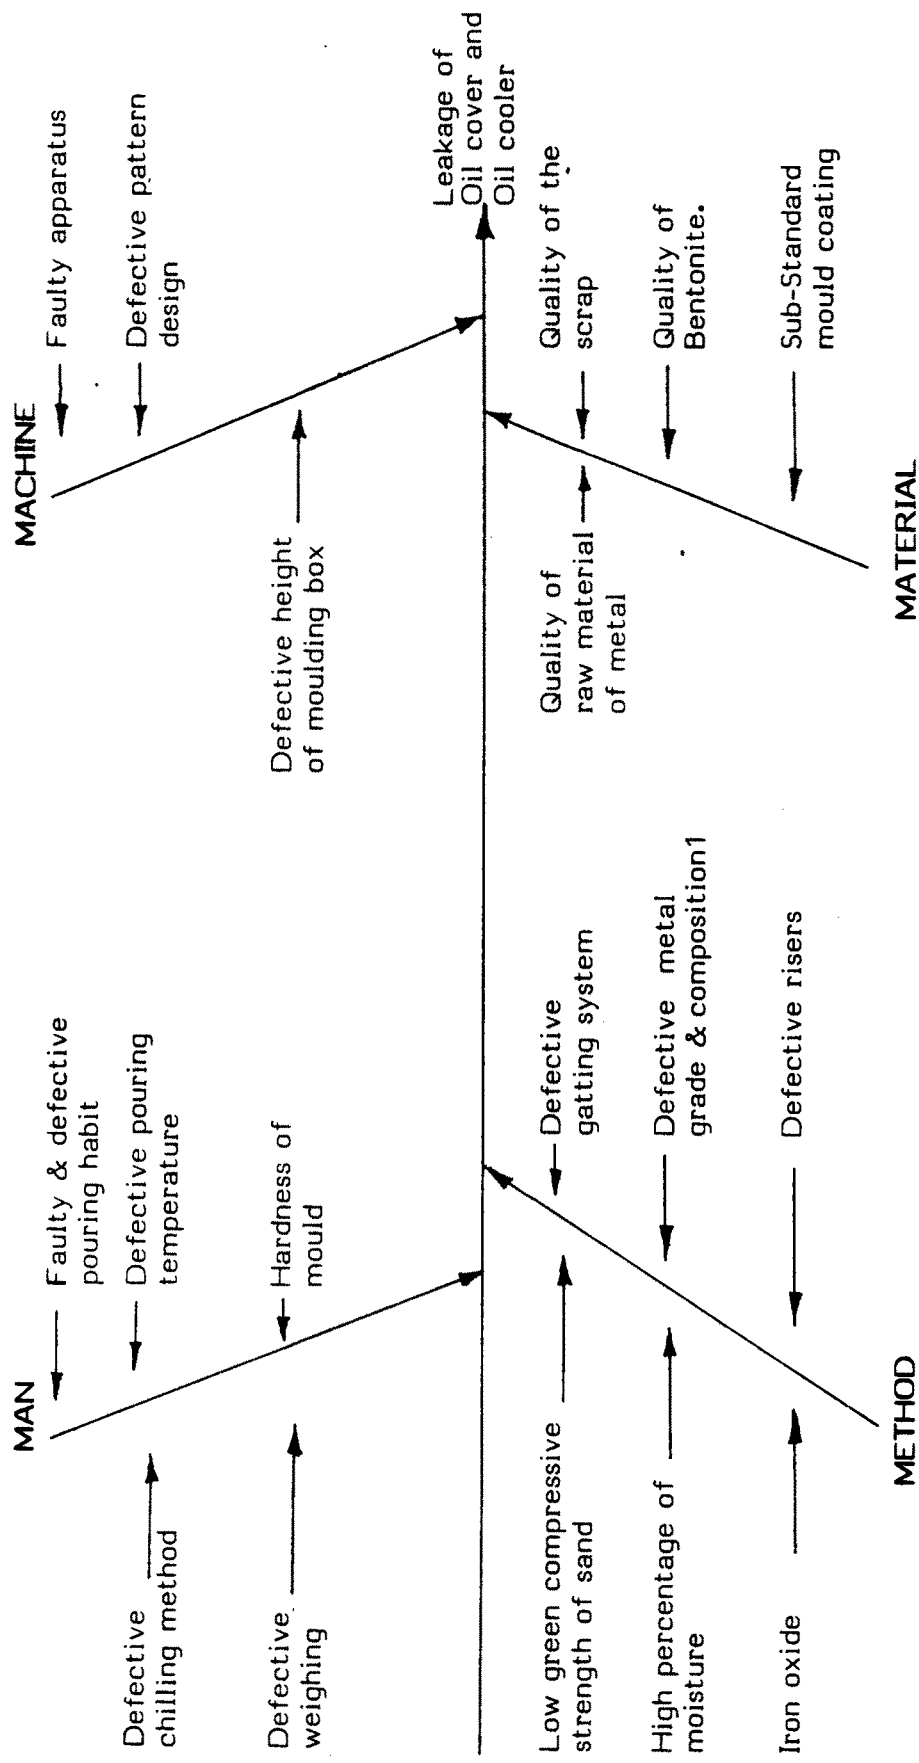 MAN
Faulty & defective
pouring habit
Defective pouring
temperature
Defective
chilling method
Hardness of
mould
Defective
weighing
MACHINE
Faulty apparatus
Defective pattern
design
Defective height
of moulding box
Leakage of
Oil cover and
Oil cooler
Low green compressive
strength of sand
Defective
gatting system
High percentage of
moisture
Defective metal
grade & composition1
Iron oxide
Defective risers
METHOD
Quality of
raw material
of metal
Quality of the
scrap
Quality of
Bentonite.
Sub-Standard
mould coating
MATERIAL